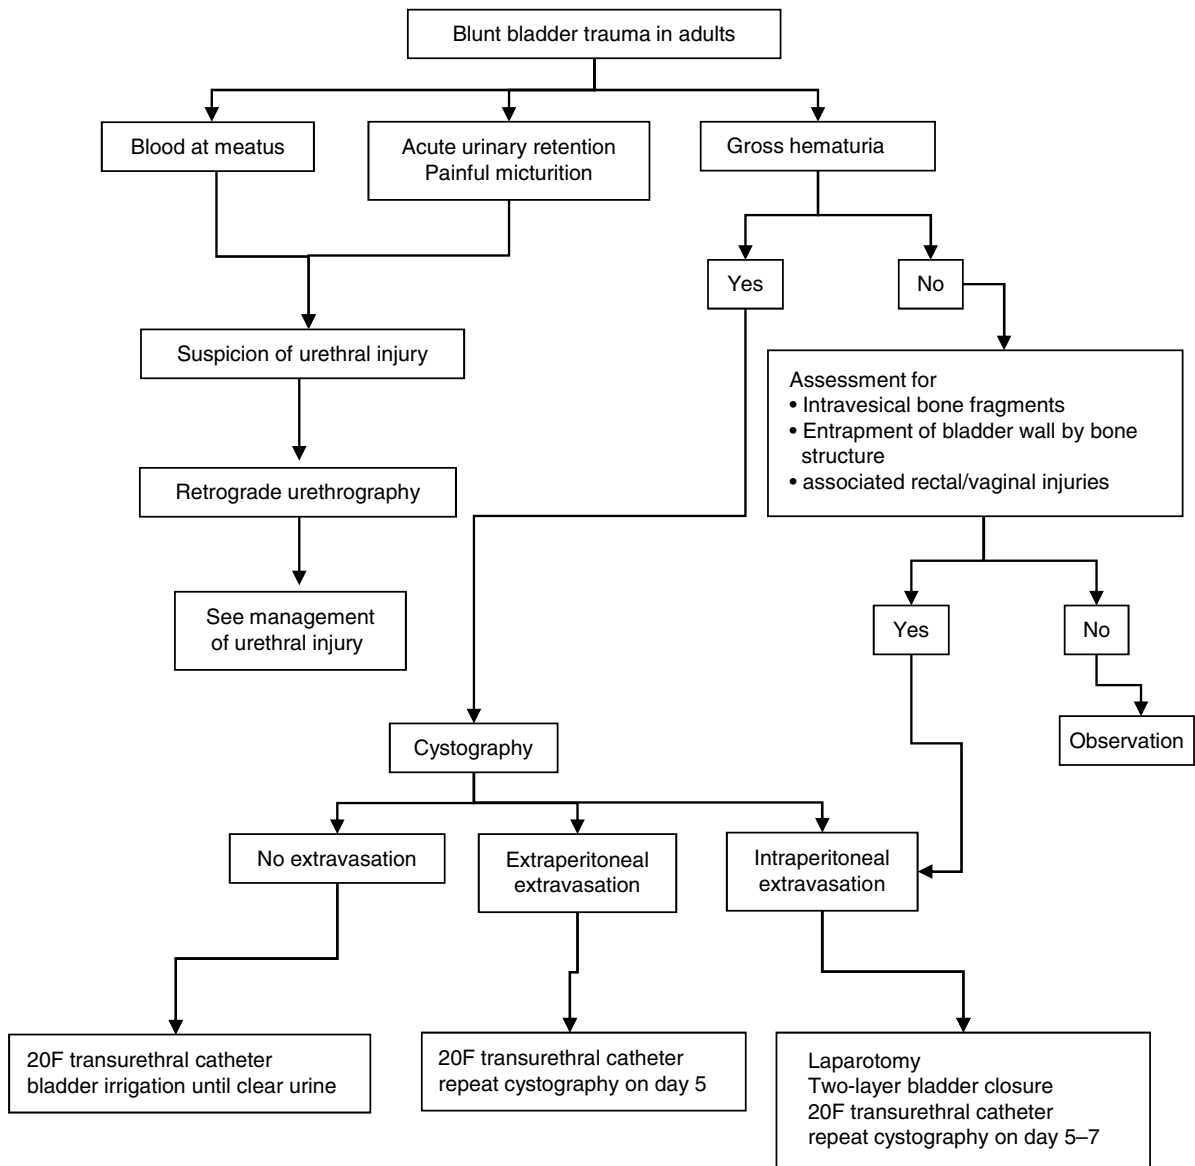 Blunt bladder trauma in adults
Blood at meatus
Acute urinary retention
Painful micturition
Gross hematuria
Yes
No
Suspicion of urethral injury
Assessment for
• Intravesical bone fragments
• Entrapment of bladder wall by bone
structure
• associated rectal/vaginal injuries
Retrograde urethrography
See management
of urethral injury
Yes
No
Observation
Cystography
No extravasation
Extraperitoneal
extravasation
Intraperitoneal
extravasation
20F transurethral catheter
bladder irrigation until clear urine
20F transurethral catheter
repeat cystography on day 5
Laparotomy
Two-layer bladder closure
20F transurethral catheter
repeat cystography on day 5–7